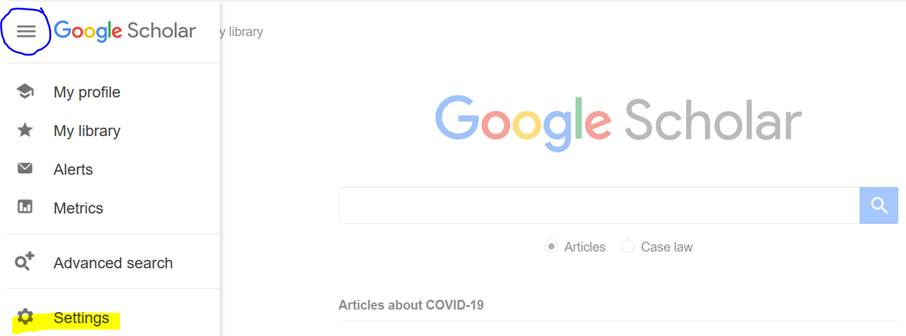 Google Scholar
y library
My profile
My library
Alerts
Metrics
Advanced search
Settings
Google Scholar
Articles
Case law
Articles about COVID-19